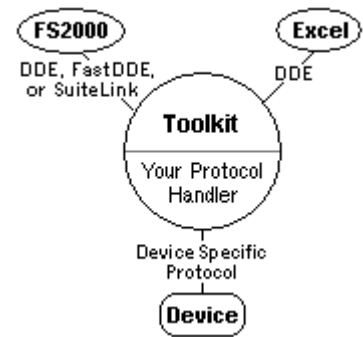 FS2000
Excel
DDE, FastDDE,
or SuiteLink
DDE
Toolkit
Your Protocol
Handler
Device Specific
Protocol
Device